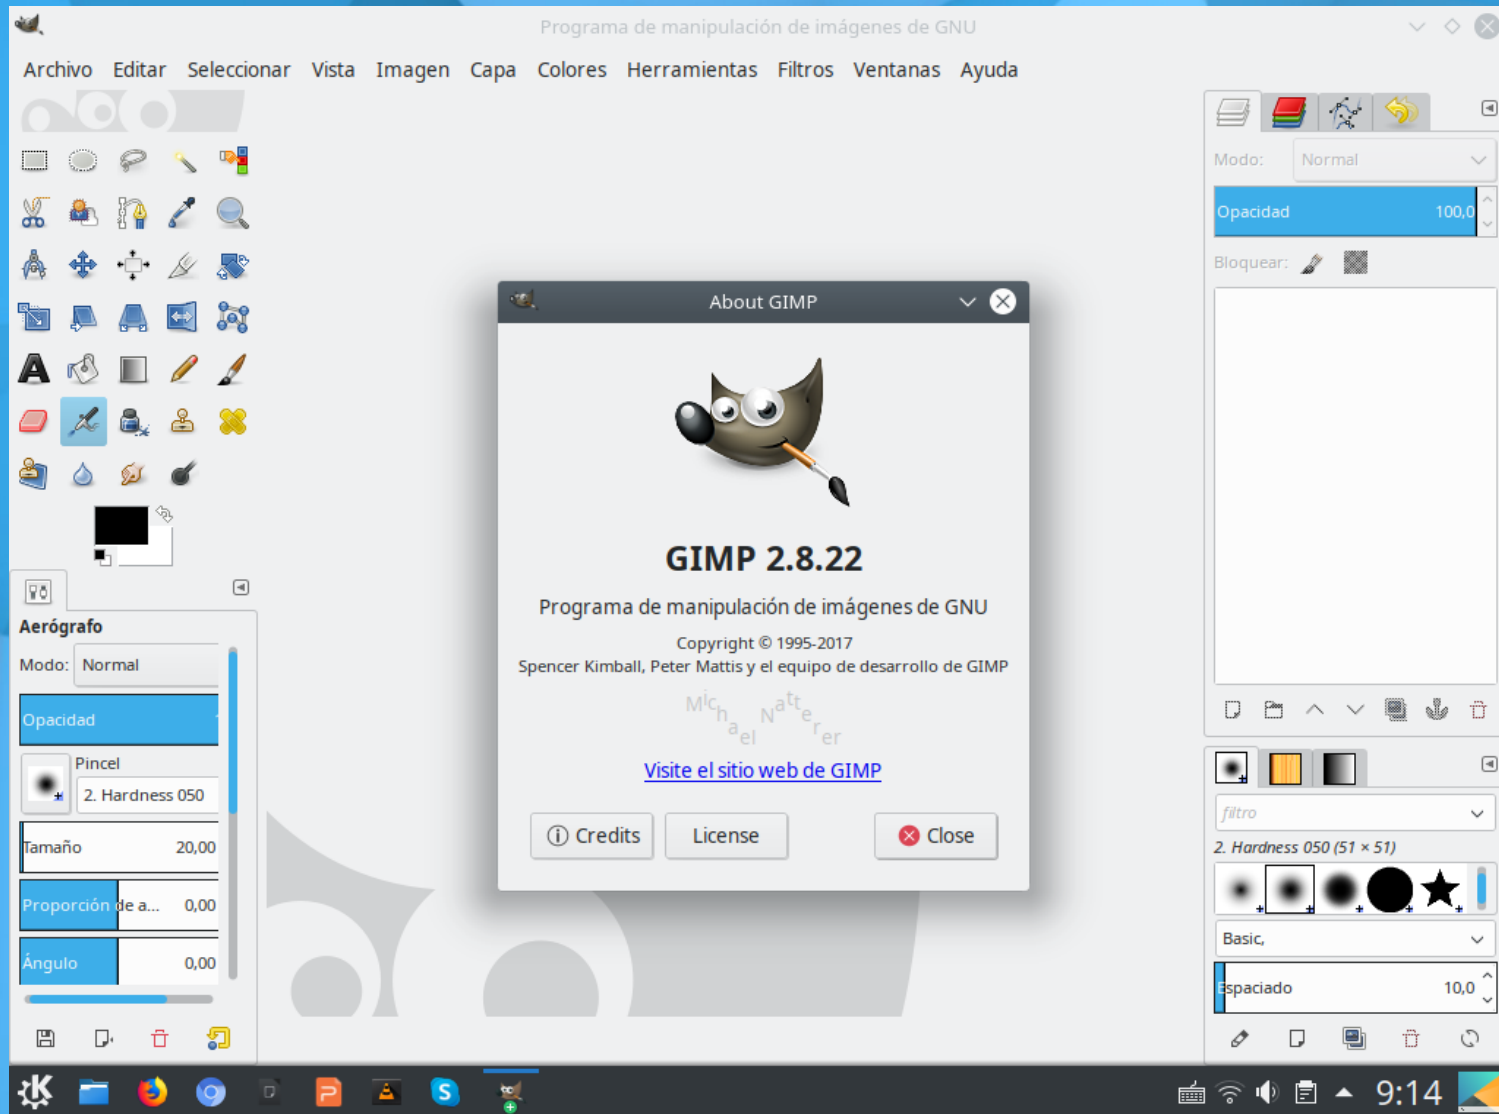 Programa de manipulación de imágenes de GNU
Archivo Editar Seleccionar Vista Imagen Capa Colores Herramientas Filtros Ventanas Ayuda
Modo: Normal
Opacidad 100,0
Bloquear:
About GIMP
GIMP 2.8.22
Programa de manipulación de imágenes de GNU
Copyright © 1995-2017
Spencer Kimball, Peter Mattis y el equipo de desarrollo de GIMP
Michael Natterer
Visite el sitio web de GIMP
Credits License Close
Aerógrafo
Modo: Normal
Opacidad
Pincel
2. Hardness 050
Tamaño 20,00
Proporción de a... 0,00
Ángulo 0,00
filtro
2. Hardness 050 (51 × 51)
Basic,
Espaciado 10,0
9:14